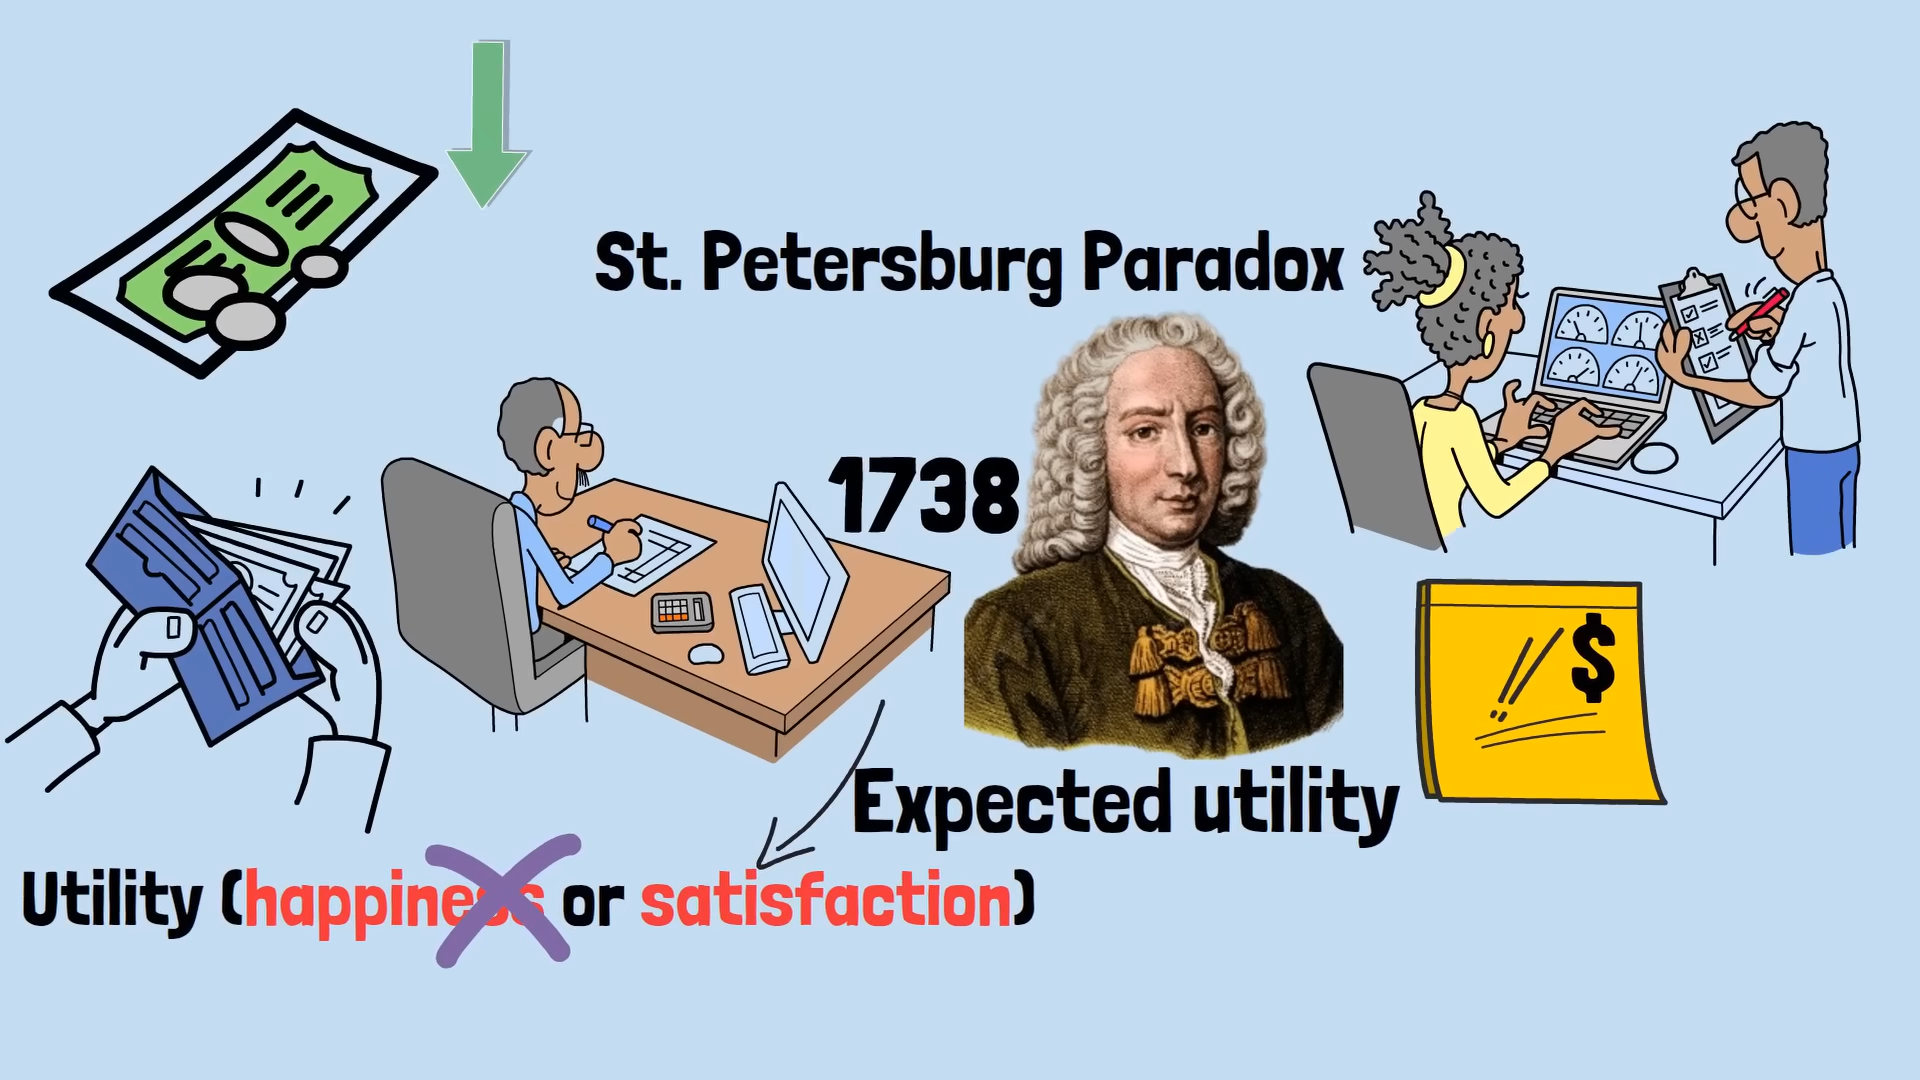 St. Petersburg Paradox
1738
$
Expected utility
Utility (happiness or satisfaction)